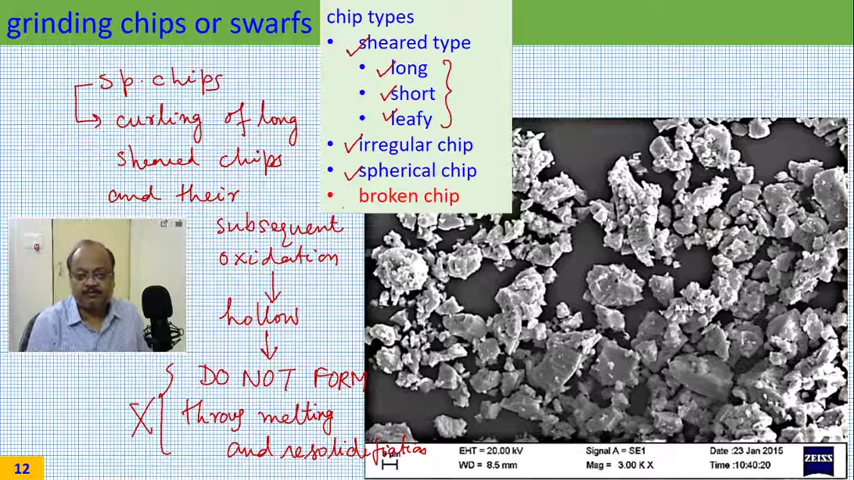 grinding chips or swarfs
chip types
• sheared type
• long
• short
• leafy
• irregular chip
• spherical chip
• broken chip
sp. chips
curling of long
sheared chips
and their
subsequent
oxidation
hollow
DO NOT FORM
throug melting
and resolidefication
12
EHT = 20.00 kV
WD = 8.5 mm
Signal A = SE1
Mag = 3.00 K X
Date :23 Jan 2015
Time :10:40:20
ZEISS